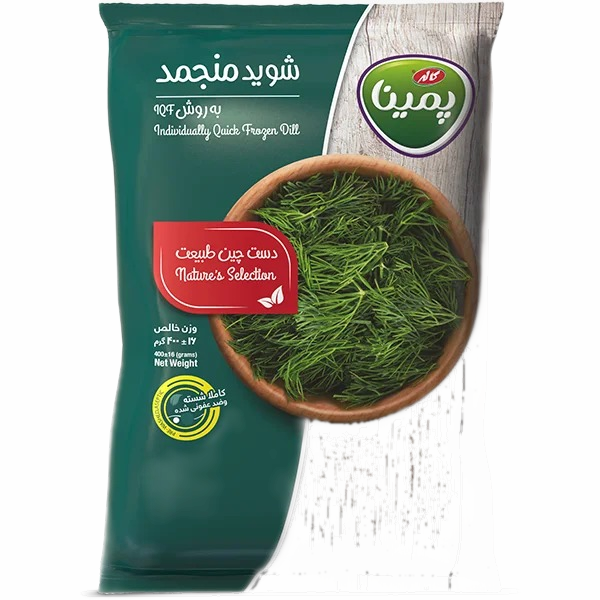 شوید منجمد
به روش IQF
Individually Quick Frozen Dill
کاله
پمینا
دست چین طبیعت
Nature's Selection
وزن خالص
۴۰۰ ± ۱۶ گرم
400±16 (grams)
Net Weight
کاملا شسته
وضد عفونی شده